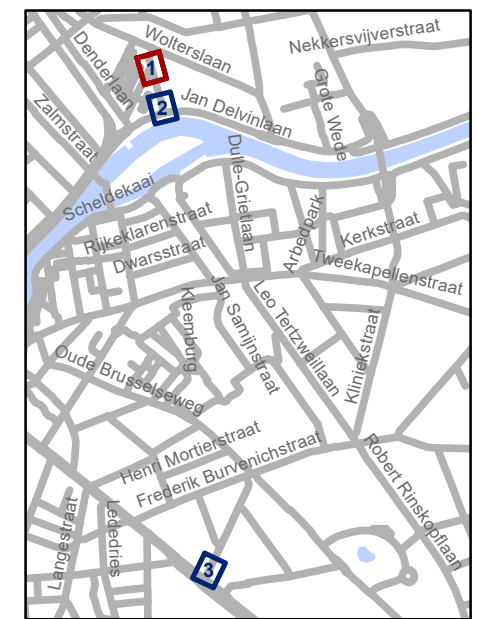 Wolterslaan
Nekkersvijverstraat
Denderlaan
1
Grote Wede
2
Jan Delvinlaan
Zalmstraat
Dulle-Grietlaan
Scheldekaai
Arbedpark
Rijkeklarenstraat
Kerkstraat
Dwarsstraat
Tweekapellenstraat
Kleemburg
Jan Samijnstraat
Leo Tertzweillaan
Kliniekstraat
Oude Brusselseweg
Henri Mortierstraat
Frederik Burvenichstraat
Robert Rinskopflaan
Langestraat
Lededries
3